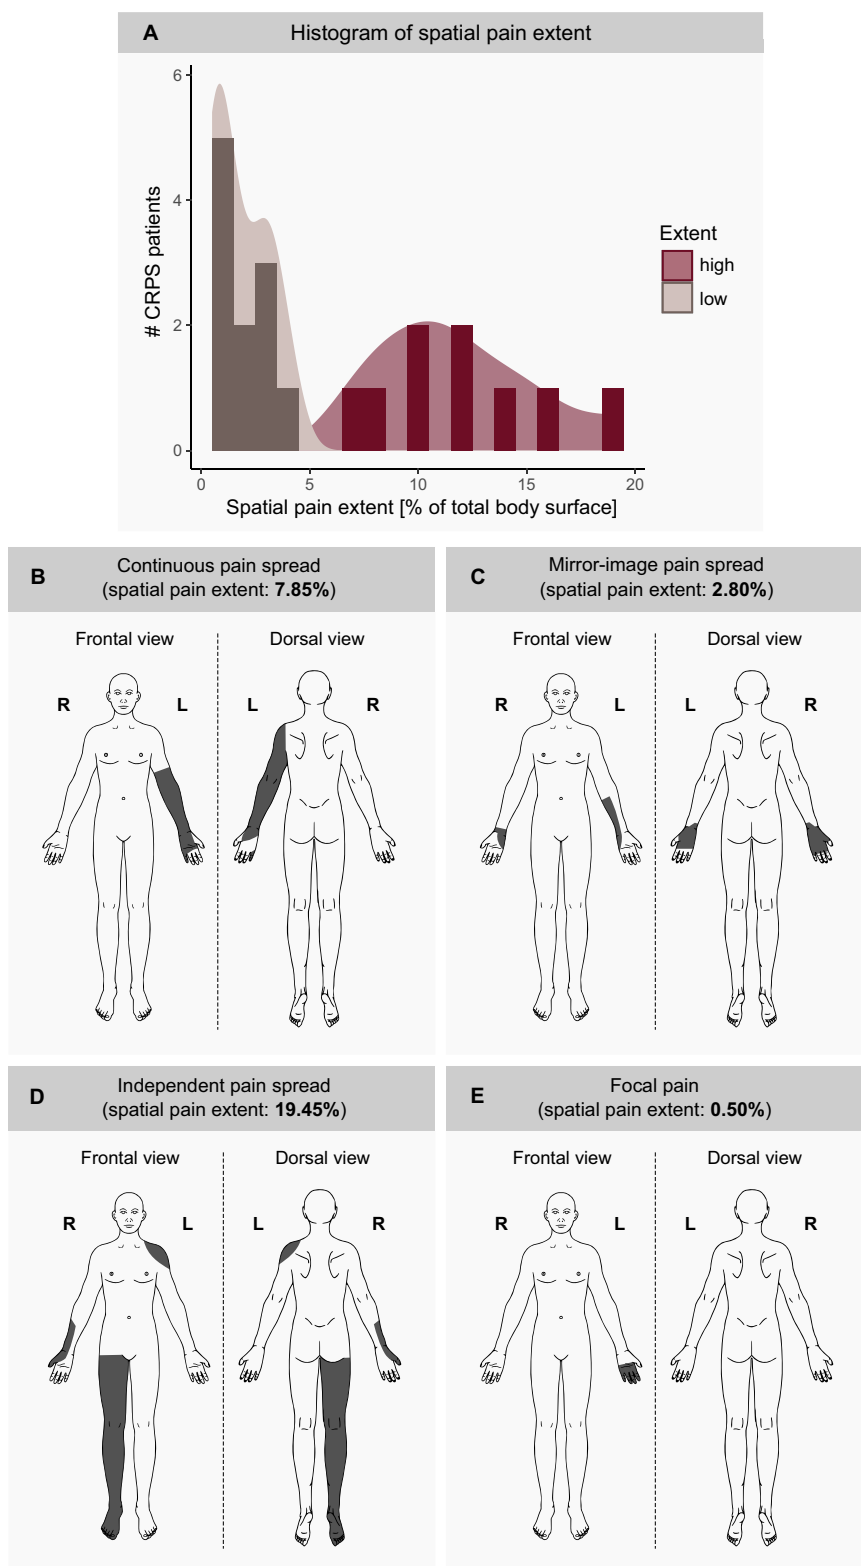 A Histogram of spatial pain extent
6
4
2
0
# CRPS patients
0 5 10 15 20
Spatial pain extent [% of total body surface]
Extent
high
low
B Continuous pain spread
(spatial pain extent: 7.85%)
Frontal view Dorsal view
R L L R
C Mirror-image pain spread
(spatial pain extent: 2.80%)
Frontal view Dorsal view
R L L R
D Independent pain spread
(spatial pain extent: 19.45%)
Frontal view Dorsal view
R L L R
E Focal pain
(spatial pain extent: 0.50%)
Frontal view Dorsal view
R L L R